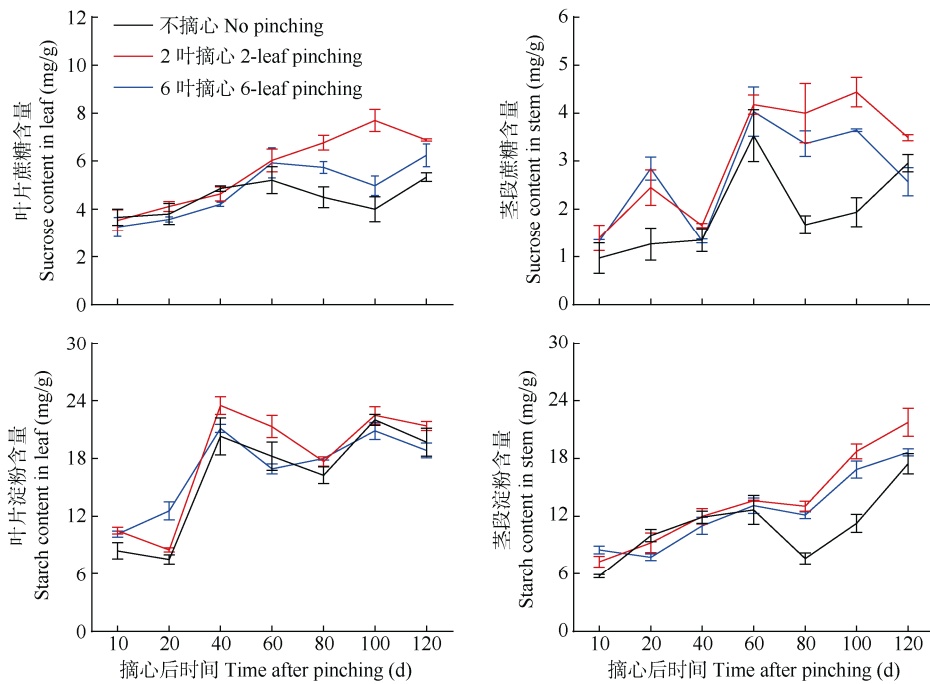 不摘心 No pinching
2 叶摘心 2-leaf pinching
6 叶摘心 6-leaf pinching
叶片蔗糖含量
Sucrose content in leaf (mg/g)
12
10
8
6
4
2
0
茎段蔗糖含量
Sucrose content in stem (mg/g)
6
5
4
3
2
1
0
叶片淀粉含量
Starch content in leaf (mg/g)
30
24
18
12
6
0
10 20 40 60 80 100 120
摘心后时间 Time after pinching (d)
茎段淀粉含量
Starch content in stem (mg/g)
30
24
18
12
6
0
10 20 40 60 80 100 120
摘心后时间 Time after pinching (d)